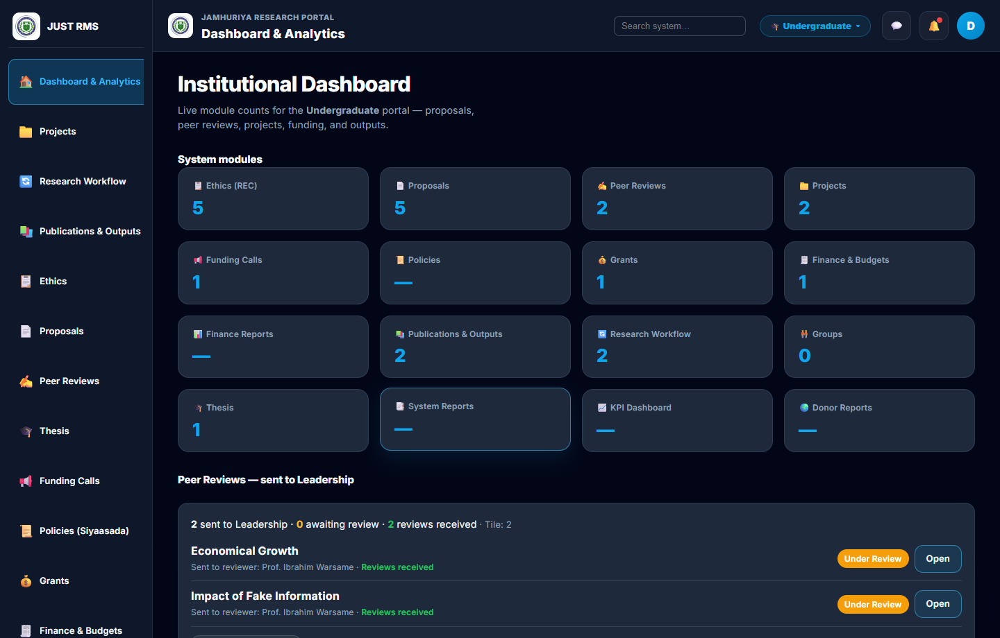 JUST RMS
Dashboard & Analytics
Projects
Research Workflow
Publications & Outputs
Ethics
Proposals
Peer Reviews
Thesis
Funding Calls
Policies (Siyaasada)
Grants
Finance & Budgets
JAMHURIYA RESEARCH PORTAL
Dashboard & Analytics
Search system...
Undergraduate
D
Institutional Dashboard
Live module counts for the Undergraduate portal — proposals,
peer reviews, projects, funding, and outputs.
System modules
Ethics (REC)
5
Proposals
5
Peer Reviews
2
Projects
2
Funding Calls
1
Policies
—
Grants
1
Finance & Budgets
1
Finance Reports
—
Publications & Outputs
2
Research Workflow
2
Groups
0
Thesis
1
System Reports
—
KPI Dashboard
—
Donor Reports
—
Peer Reviews — sent to Leadership
2 sent to Leadership · 0 awaiting review · 2 reviews received · Tile: 2
Economical Growth
Sent to reviewer: Prof. Ibrahim Warsame · Reviews received
Under Review
Open
Impact of Fake Information
Sent to reviewer: Prof. Ibrahim Warsame · Reviews received
Under Review
Open